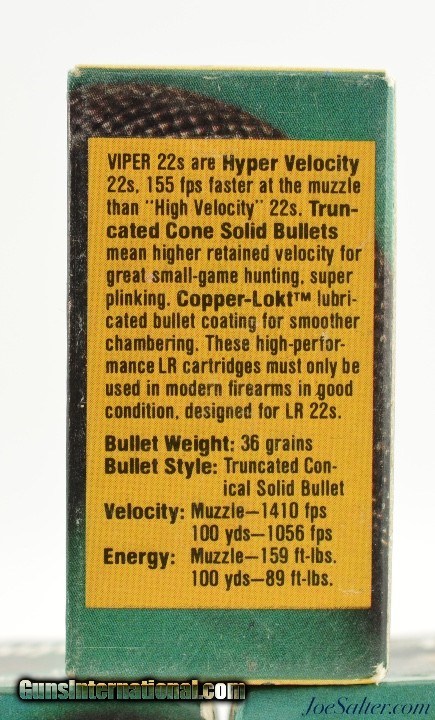 VIPER 22s are Hyper Velocity
22s, 155 fps faster at the muzzle
than "High Velocity" 22s. Trun-
cated Cone Solid Bullets
mean higher retained velocity for
great small-game hunting, super
plinking. Copper-Lokt™ lubri-
cated bullet coating for smoother
chambering. These high-perfor-
mance LR cartridges must only be
used in modern firearms in good
condition, designed for LR 22s.
Bullet Weight: 36 grains
Bullet Style: Truncated Con-
ical Solid Bullet
Velocity: Muzzle—1410 fps
100 yds—1056 fps
Energy: Muzzle—159 ft-lbs.
100 yds—89 ft-lbs.
GunsInternational.com
JoeSalter.com